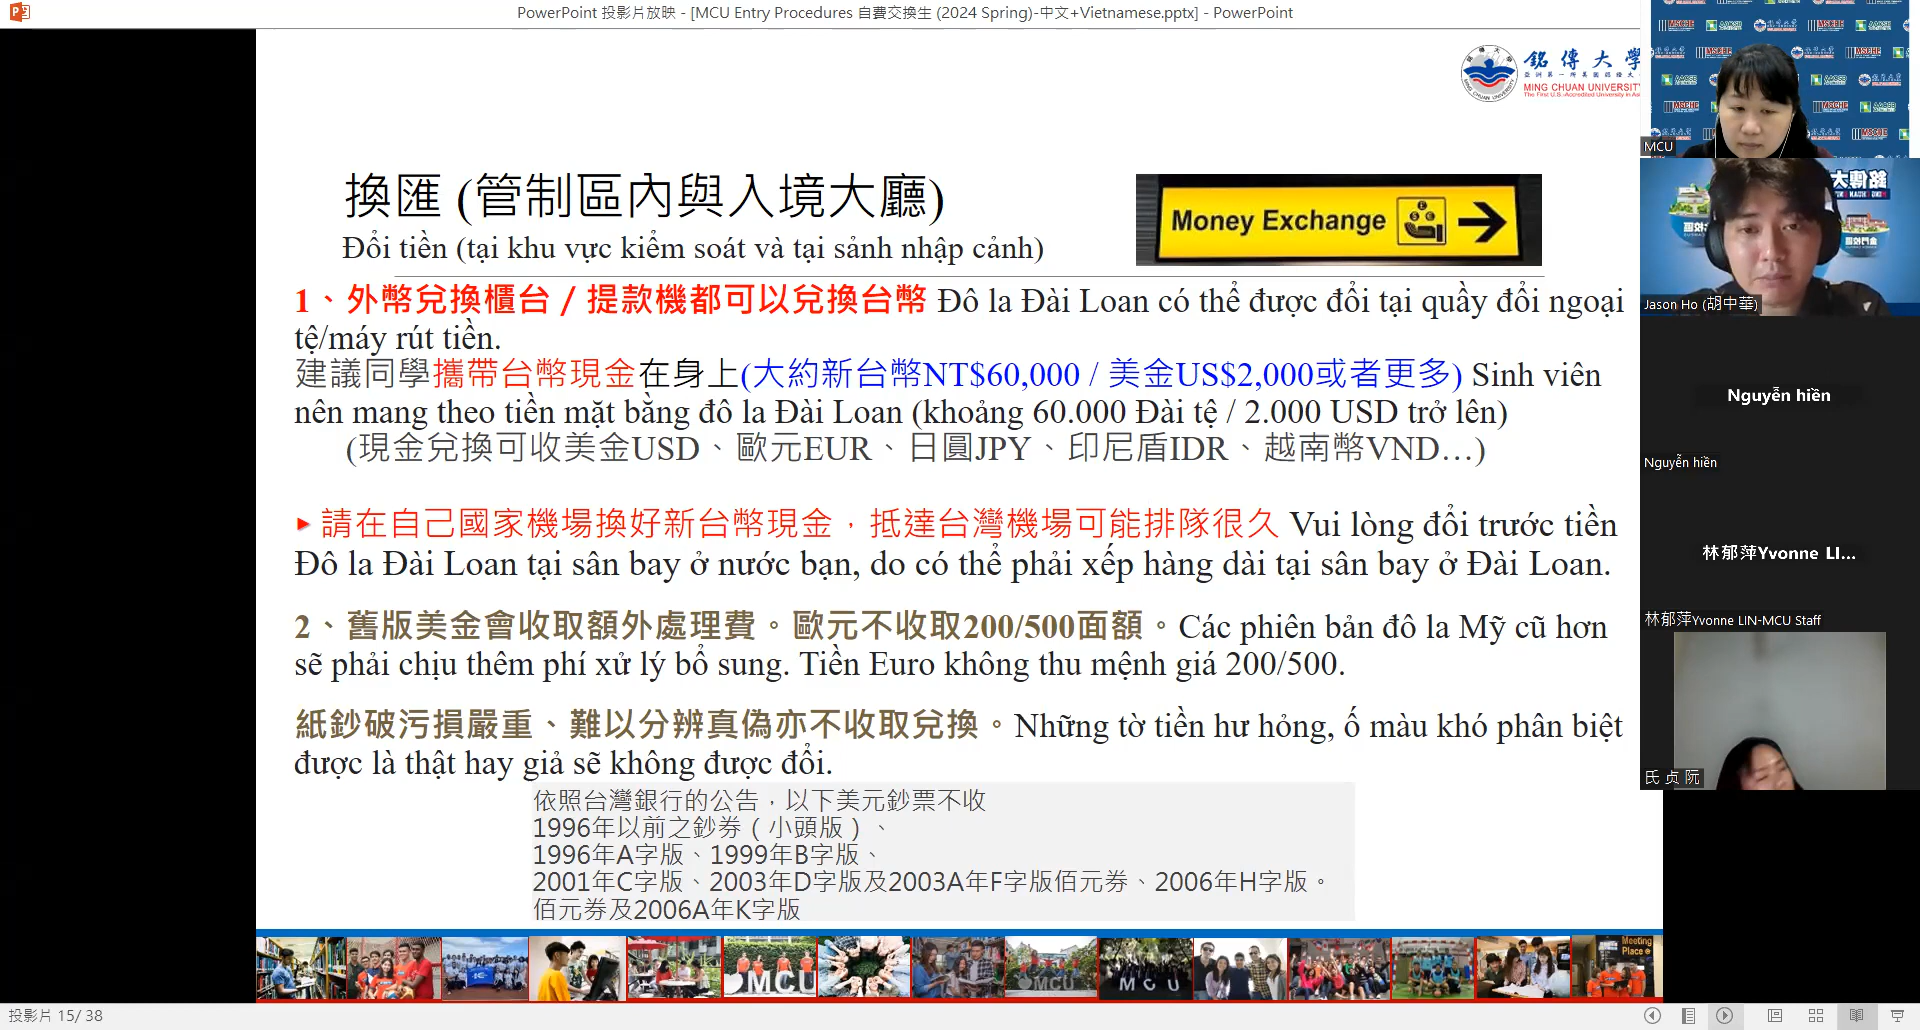 PowerPoint 投影片放映 - [MCU Entry Procedures 自費交換生 (2024 Spring)-中文+Vietnamese.pptx] - PowerPoint
銘傳大學
MING CHUAN UNIVERSITY
換匯 (管制區內與入境大廳)
Đổi tiền (tại khu vực kiểm soát và tại sảnh nhập cảnh)
Money Exchange
1、外幣兌換櫃台 / 提款機都可以兌換台幣 Đô la Đài Loan có thể được đổi tại quầy đổi ngoại
tệ/máy rút tiền.
建議同學攜帶台幣現金在身上(大約新台幣NT$60,000 / 美金US$2,000或者更多) Sinh viên
nên mang theo tiền mặt bằng đô la Đài Loan (khoảng 60.000 Đài tệ / 2.000 USD trở lên)
(現金兌換可收美金USD、歐元EUR、日圓JPY、印尼盾IDR、越南幣VND…)
▸ 請在自己國家機場換好新台幣現金，抵達台灣機場可能排隊很久 Vui lòng đổi trước tiền
Đô la Đài Loan tại sân bay ở nước bạn, do có thể phải xếp hàng dài tại sân bay ở Đài Loan.
2、舊版美金會收取額外處理費。歐元不收取200/500面額。Các phiên bản đô la Mỹ cũ hơn
sẽ phải chịu thêm phí xử lý bổ sung. Tiền Euro không thu mệnh giá 200/500.
紙鈔破污損嚴重、難以分辨真偽亦不收取兌換。Những tờ tiền hư hỏng, ố màu khó phân biệt
được là thật hay giả sẽ không được đổi.
依照台灣銀行的公告，以下美元鈔票不收
1996年以前之鈔券（小頭版）、
1996年A字版、1999年B字版、
2001年C字版、2003年D字版及2003A年F字版佰元券、2006年H字版。
佰元券及2006A年K字版
MCU
MCU
MCU
Meeting
Place
MCU
Jason Ho (胡中華)
Nguyễn hiền
Nguyễn hiền
林郁萍Yvonne LI...
林郁萍Yvonne LIN-MCU Staff
氏 贞 阮
投影片 15/ 38